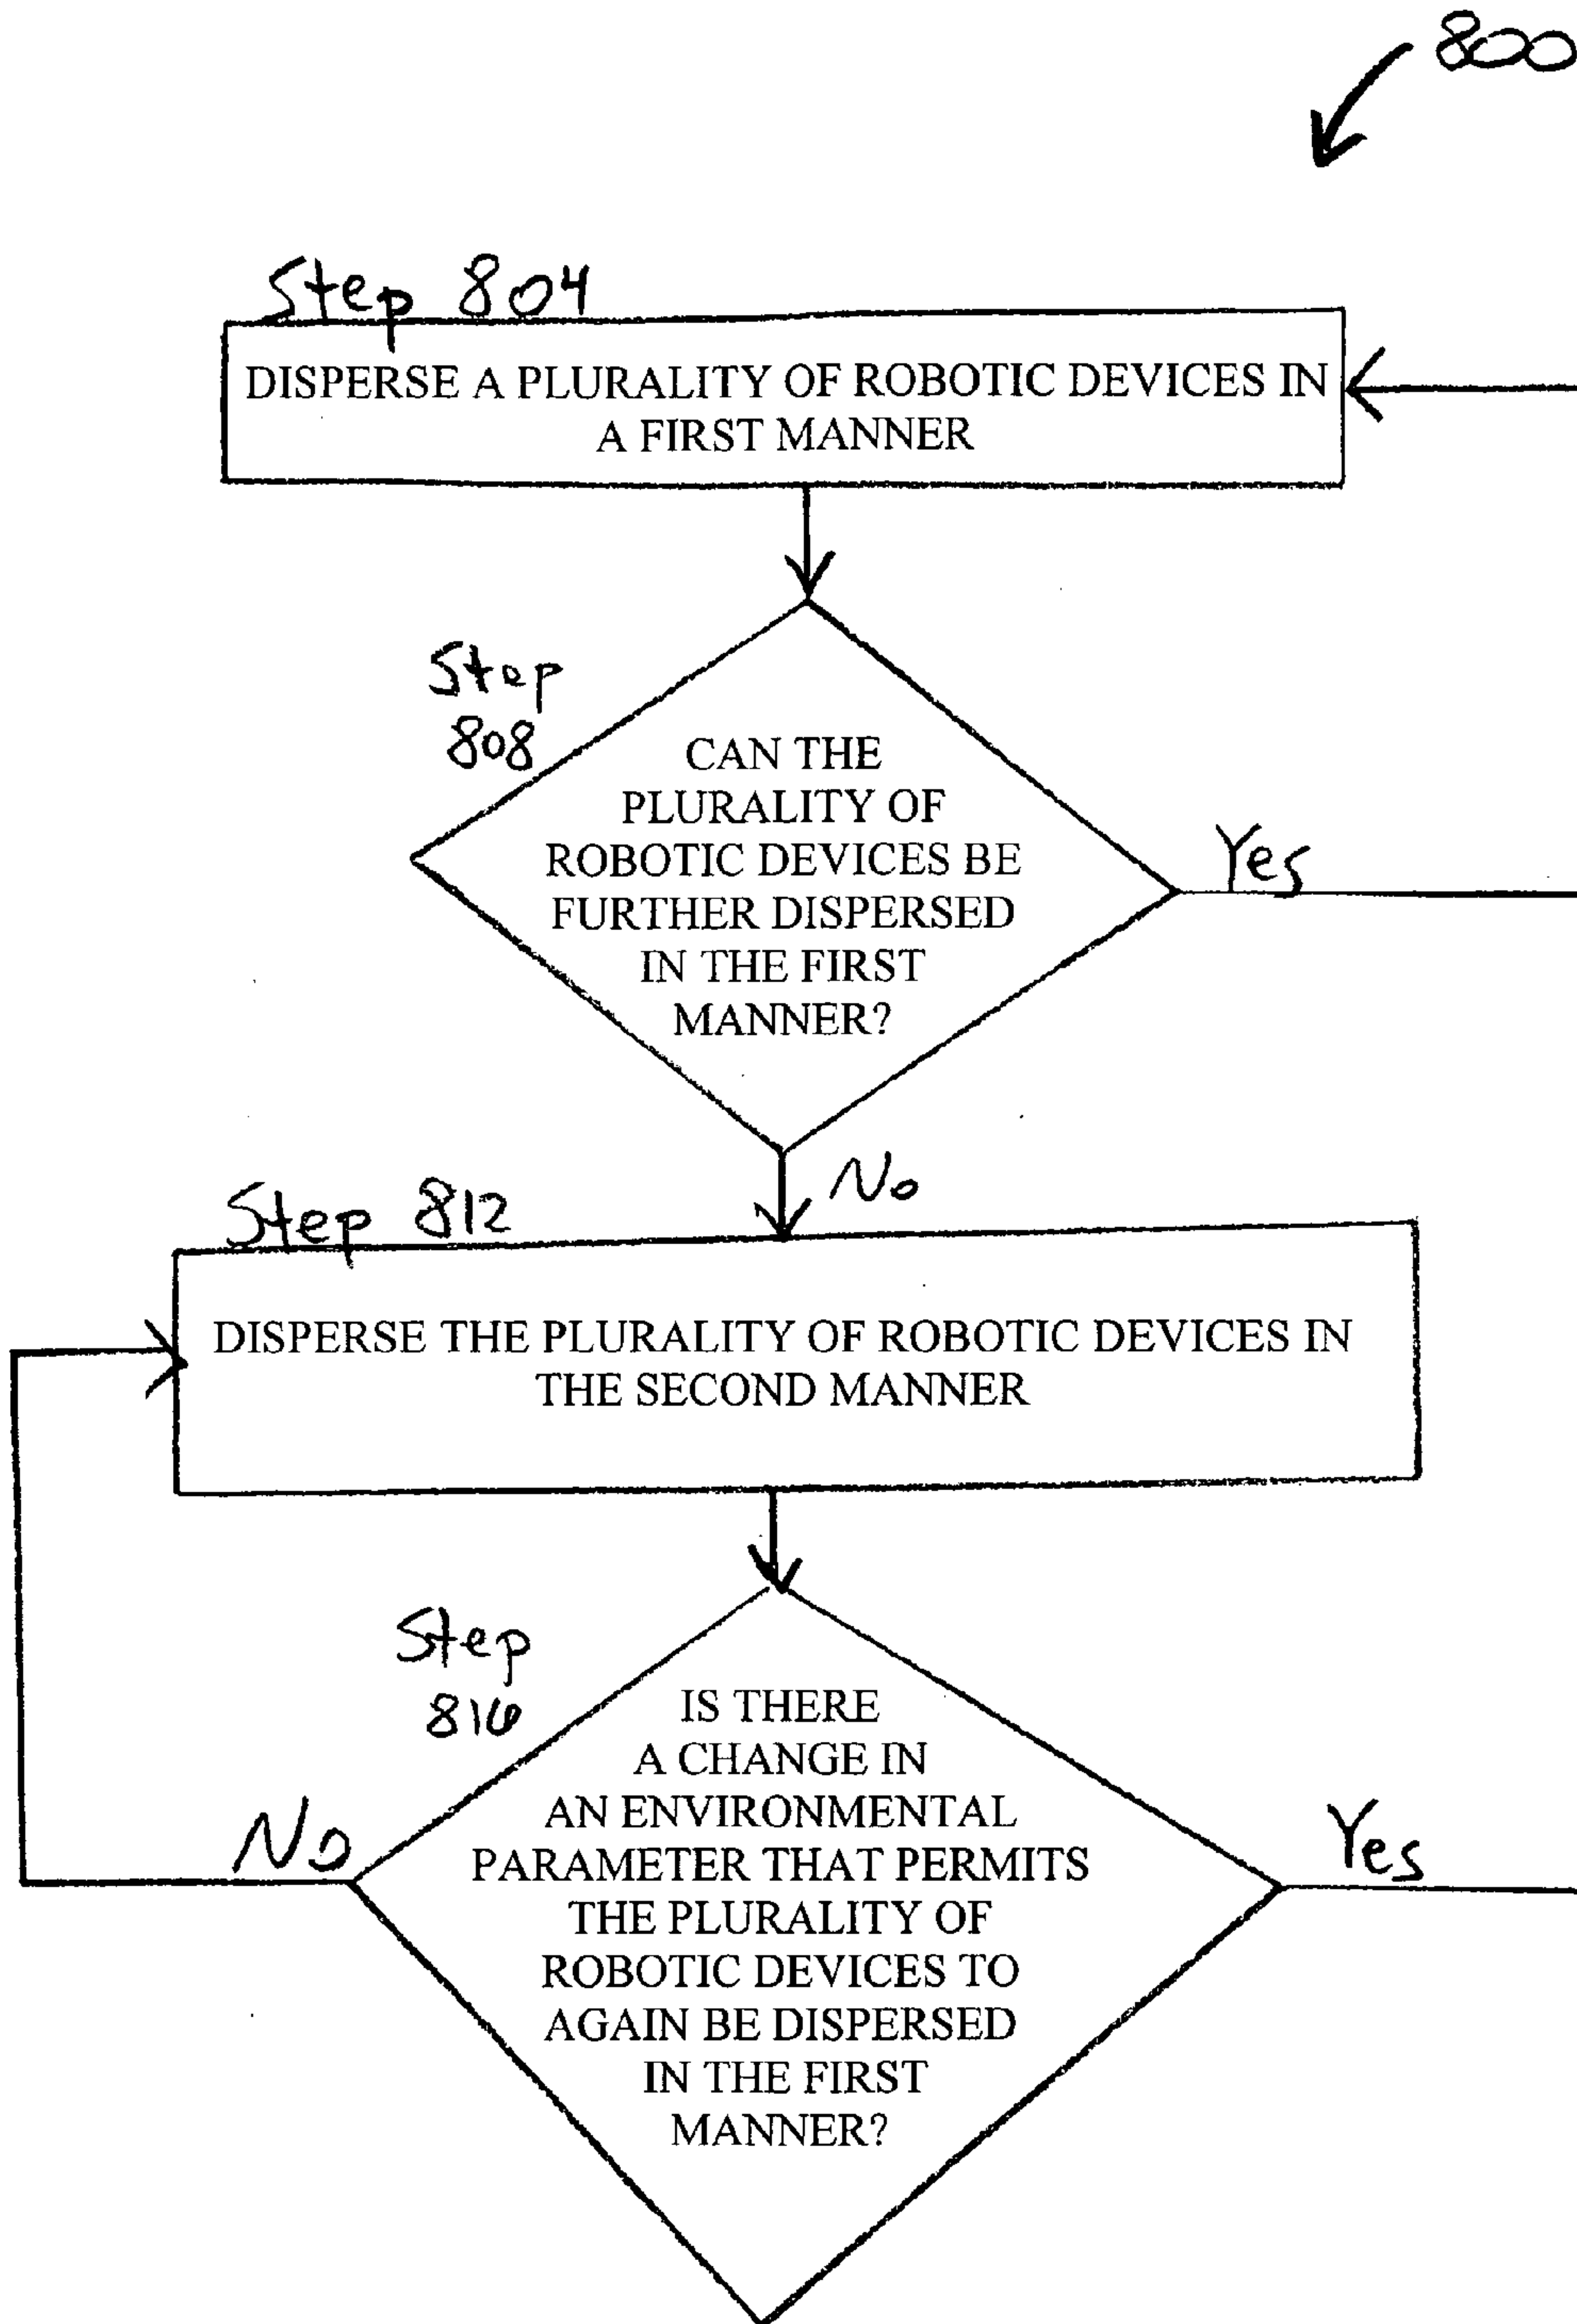 800
Step 804
DISPERSE A PLURALITY OF ROBOTIC DEVICES IN
A FIRST MANNER
Step
808
CAN THE
PLURALITY OF
ROBOTIC DEVICES BE
FURTHER DISPERSED
IN THE FIRST
MANNER?
Yes
No
Step 812
DISPERSE THE PLURALITY OF ROBOTIC DEVICES IN
THE SECOND MANNER
Step
816
IS THERE
A CHANGE IN
AN ENVIRONMENTAL
PARAMETER THAT PERMITS
THE PLURALITY OF
ROBOTIC DEVICES TO
AGAIN BE DISPERSED
IN THE FIRST
MANNER?
No
Yes